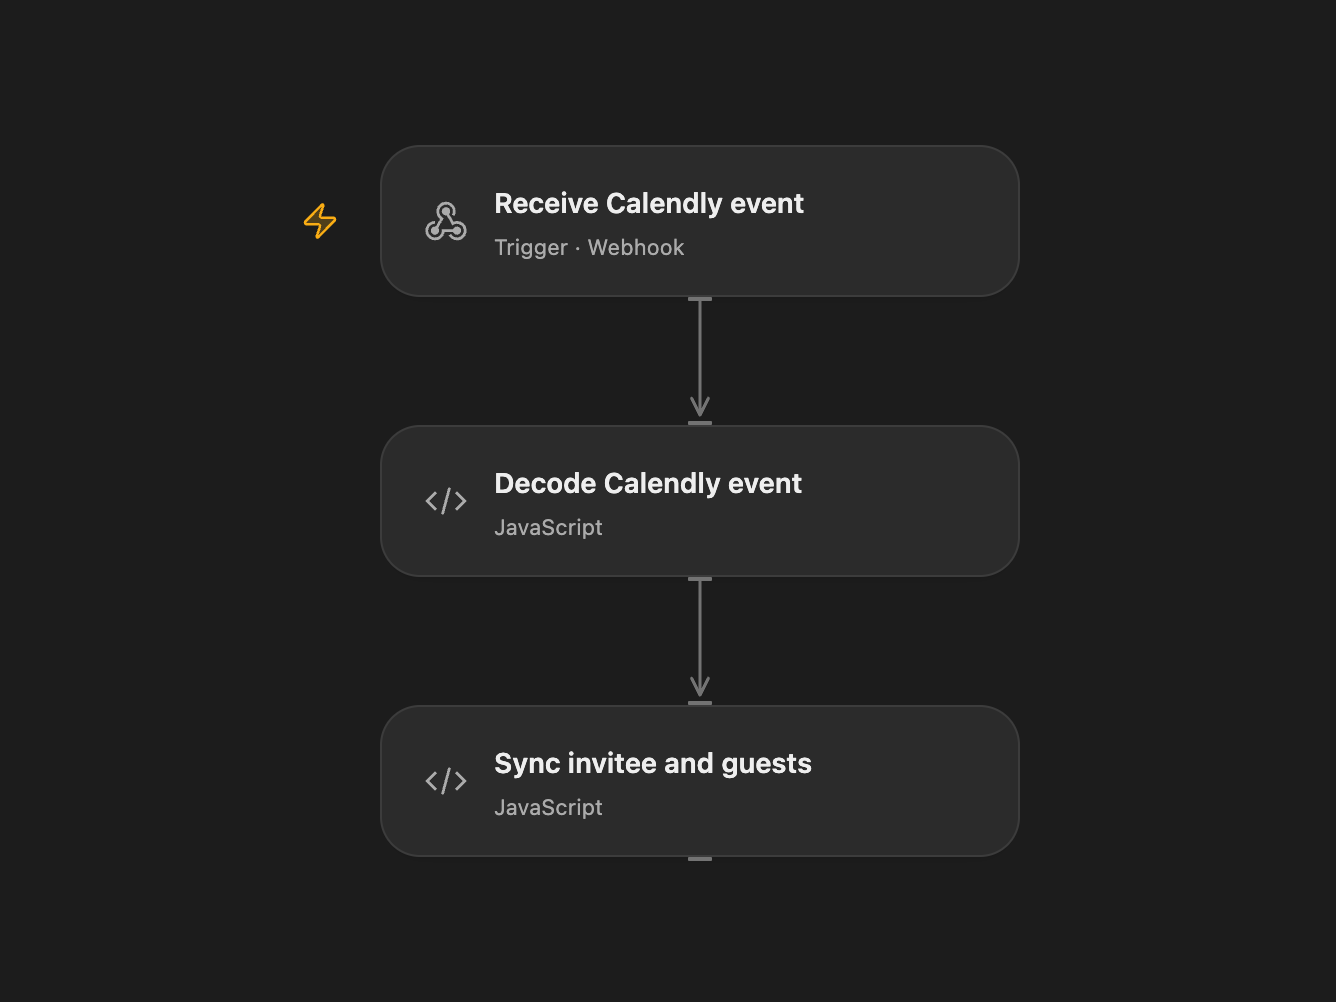 Receive Calendly event
Trigger · Webhook
Decode Calendly event
JavaScript
Sync invitee and guests
JavaScript